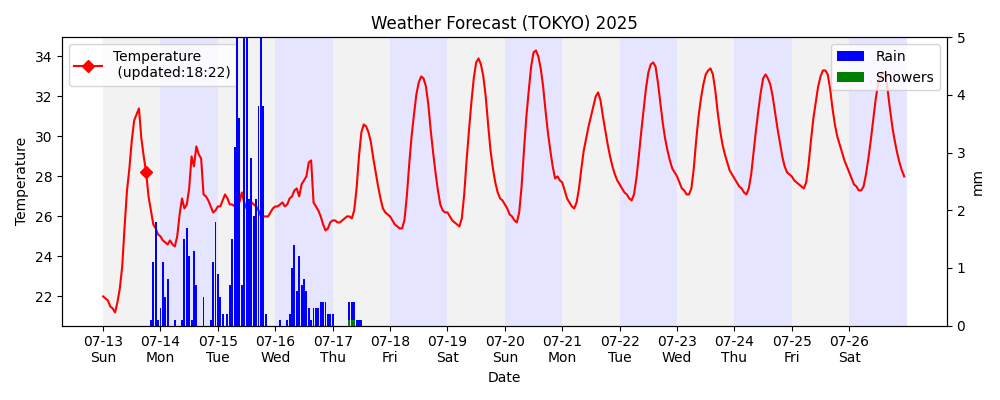 Weather Forecast (TOKYO) 2025
Temperature
(updated:18:22)
Rain
Showers
Temperature
34
32
30
28
26
24
22
5
4
3
2
1
0
mm
07-13 07-14 07-15 07-16 07-17 07-18 07-19 07-20 07-21 07-22 07-23 07-24 07-25 07-26
Sun Mon Tue Wed Thu Fri Sat Sun Mon Tue Wed Thu Fri Sat
Date